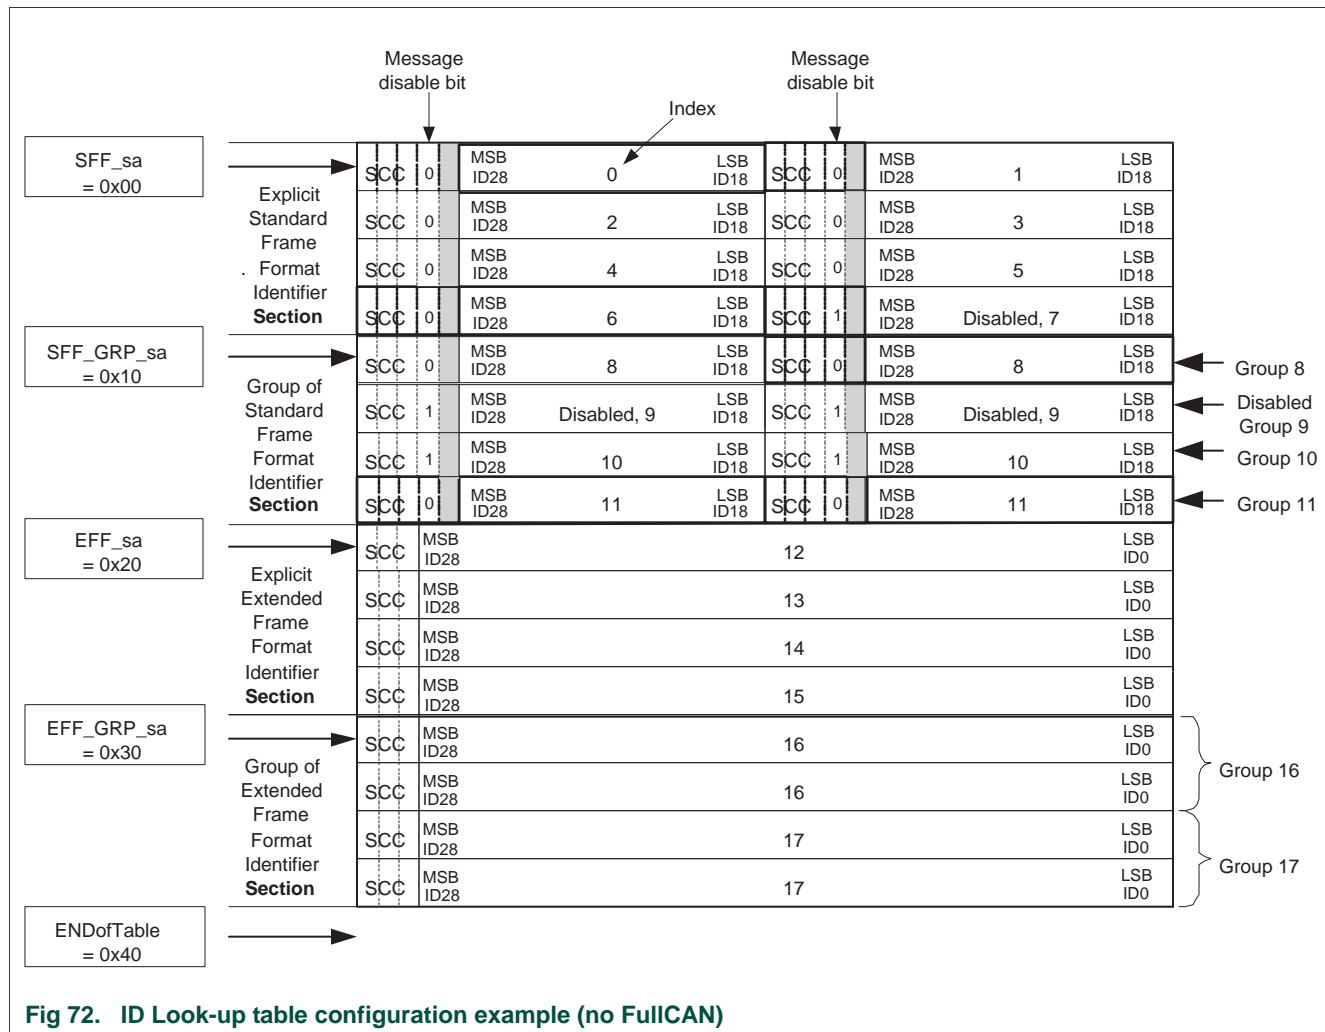 Message
disable bit
Message
disable bit
Index
SFF_sa
= 0x00
Explicit
Standard
Frame
. Format
Identifier
Section
SCC 0 MSB ID28 0 LSB ID18 SCC 0 MSB ID28 1 LSB ID18
SCC 0 MSB ID28 2 LSB ID18 SCC 0 MSB ID28 3 LSB ID18
SCC 0 MSB ID28 4 LSB ID18 SCC 0 MSB ID28 5 LSB ID18
SCC 0 MSB ID28 6 LSB ID18 SCC 1 MSB ID28 Disabled, 7 LSB ID18
SFF_GRP_sa
= 0x10
Group of
Standard
Frame
Format
Identifier
Section
SCC 0 MSB ID28 8 LSB ID18 SCC 0 MSB ID28 8 LSB ID18
Group 8
SCC 1 MSB ID28 Disabled, 9 LSB ID18 SCC 1 MSB ID28 Disabled, 9 LSB ID18
Disabled
Group 9
SCC 1 MSB ID28 10 LSB ID18 SCC 1 MSB ID28 10 LSB ID18
Group 10
SCC 0 MSB ID28 11 LSB ID18 SCC 0 MSB ID28 11 LSB ID18
Group 11
EFF_sa
= 0x20
Explicit
Extended
Frame
Format
Identifier
Section
SCC MSB ID28 12 LSB ID0
SCC MSB ID28 13 LSB ID0
SCC MSB ID28 14 LSB ID0
SCC MSB ID28 15 LSB ID0
EFF_GRP_sa
= 0x30
Group of
Extended
Frame
Format
Identifier
Section
SCC MSB ID28 16 LSB ID0
SCC MSB ID28 16 LSB ID0
Group 16
SCC MSB ID28 17 LSB ID0
SCC MSB ID28 17 LSB ID0
Group 17
ENDofTable
= 0x40
Fig 72. ID Look-up table configuration example (no FullCAN)